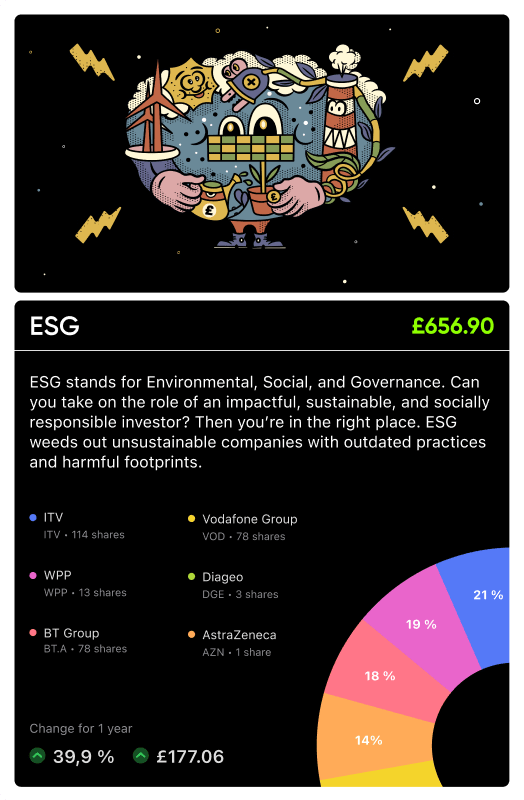 £
£
ESG
£656.90
ESG stands for Environmental, Social, and Governance. Can
you take on the role of an impactful, sustainable, and socially
responsible investor? Then you’re in the right place. ESG
weeds out unsustainable companies with outdated practices
and harmful footprints.
ITV
ITV • 114 shares
Vodafone Group
VOD • 78 shares
WPP
WPP • 13 shares
Diageo
DGE • 3 shares
BT Group
BT.A • 78 shares
AstraZeneca
AZN • 1 share
21 %
19 %
18 %
14%
Change for 1 year
39,9 %
£177.06